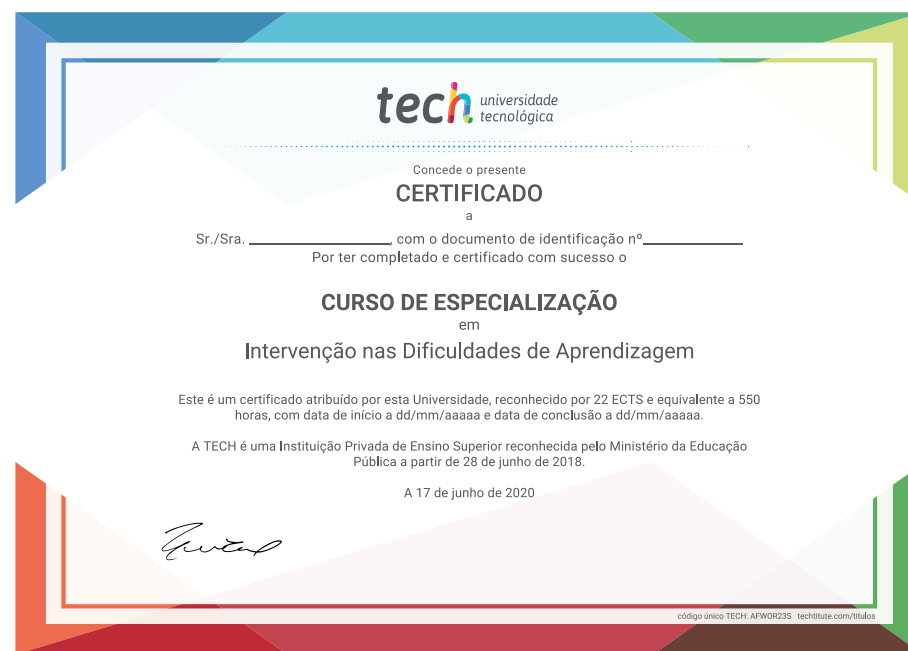 tech universidade
tecnológica
Concede o presente
CERTIFICADO
a
Sr./Sra. ________________, com o documento de identificação nº___________
Por ter completado e certificado com sucesso o
CURSO DE ESPECIALIZAÇÃO
em
Intervenção nas Dificuldades de Aprendizagem
Este é um certificado atribuído por esta Universidade, reconhecido por 22 ECTS e equivalente a 550
horas, com data de início a dd/mm/aaaaa e data de conclusão a dd/mm/aaaaa.
A TECH é uma Instituição Privada de Ensino Superior reconhecida pelo Ministério da Educação
Pública a partir de 28 de junho de 2018.
A 17 de junho de 2020
código único TECH: AFWOR23S techtitute.com/titulos